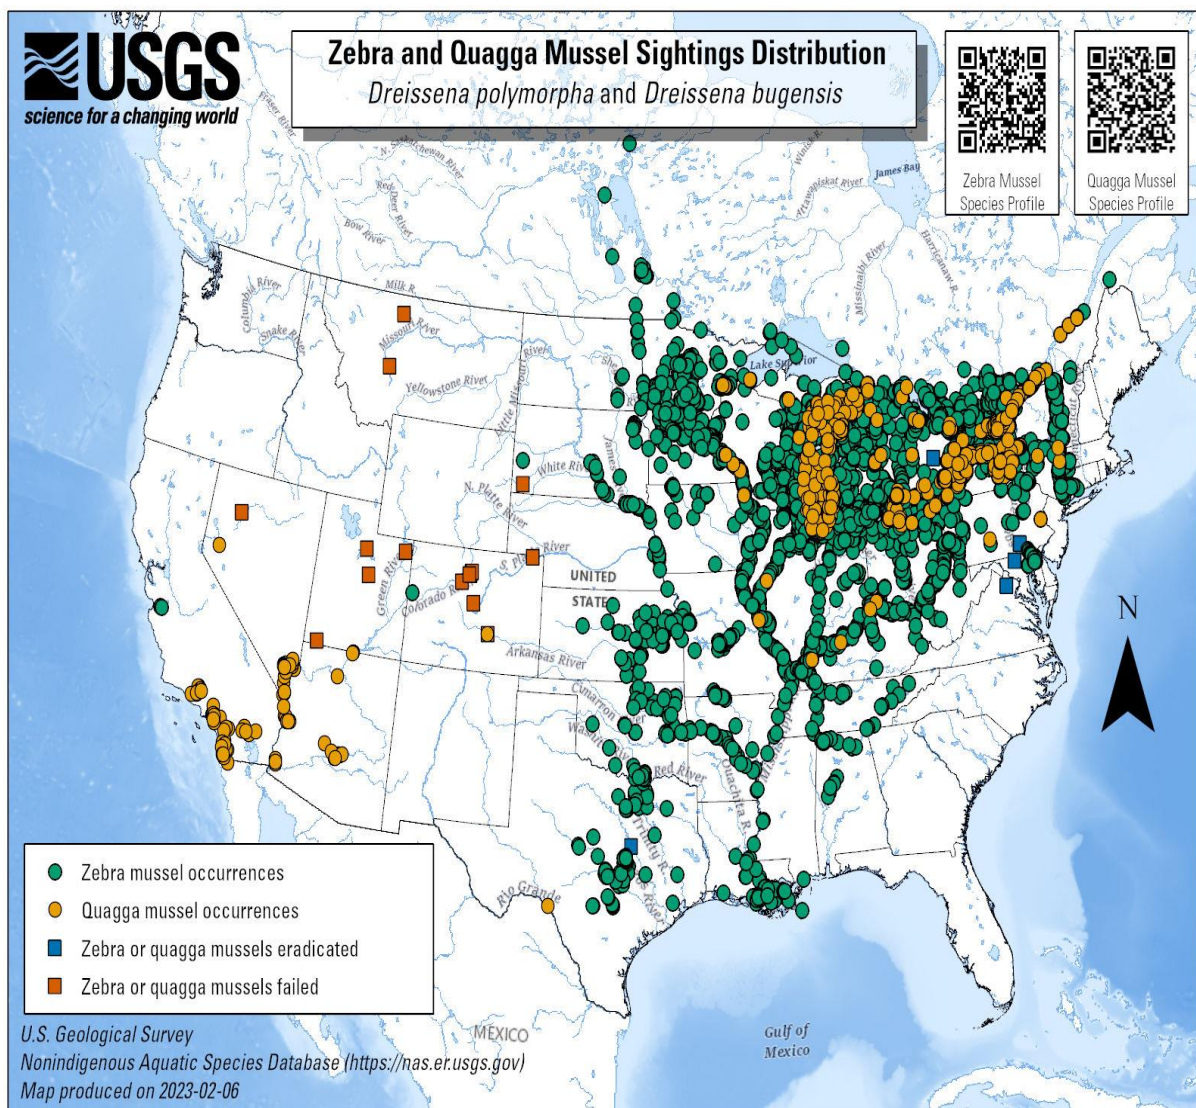 USGS
science for a changing world
Zebra and Quagga Mussel Sightings Distribution
Dreissena polymorpha and Dreissena bugensis
Zebra Mussel
Species Profile
Quagga Mussel
Species Profile
N. Saskatchewan River
Red Deer River
Bow River
Winisk R.
Attawapiskat River
James Bay
Missinaibi River
Harricanaw R.
Columbia River
Snake River
Milk R.
Missouri River
Yellowstone River
Little Missouri River
Lake Superior
White River
N. Platte River
S. Platte River
Green River
Colorado River
UNITED
STATE
Arkansas River
Cimarron River
Red River
Ouachita R.
Trinity R.
Rio Grande
N
Zebra mussel occurrences
Quagga mussel occurrences
Zebra or quagga mussels eradicated
Zebra or quagga mussels failed
U.S. Geological Survey
Nonindigenous Aquatic Species Database (https://nas.er.usgs.gov)
Map produced on 2023-02-06
MÉXICO
Gulf of
Mexico